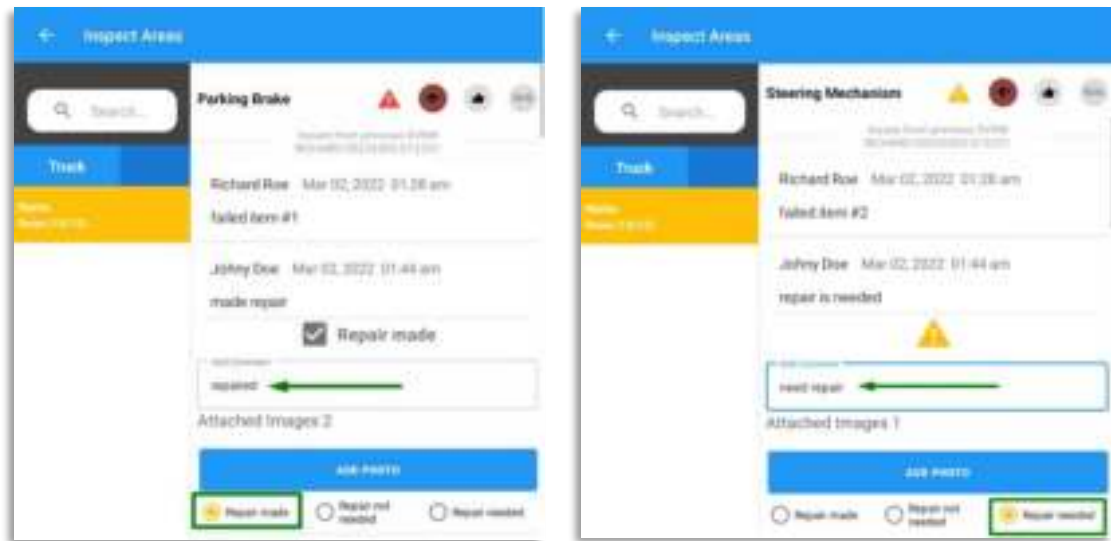 Inspect Areas
Search...
Truck
Parking Brake
Richard Roe Mar 02, 2022 01:28 am
failed item #1
Johny Doe Mar 02, 2022 01:44 am
made repair
Repair made
repaired
Attached Images 2
ADD PHOTO
Repair made
Repair not needed
Repair needed
Inspect Areas
Search...
Truck
Steering Mechanism
Richard Roe Mar 02, 2022 01:28 am
failed item #2
Johny Doe Mar 02, 2022 01:44 am
repair is needed
need repair
Attached Images 1
ADD PHOTO
Repair made
Repair not needed
Repair needed